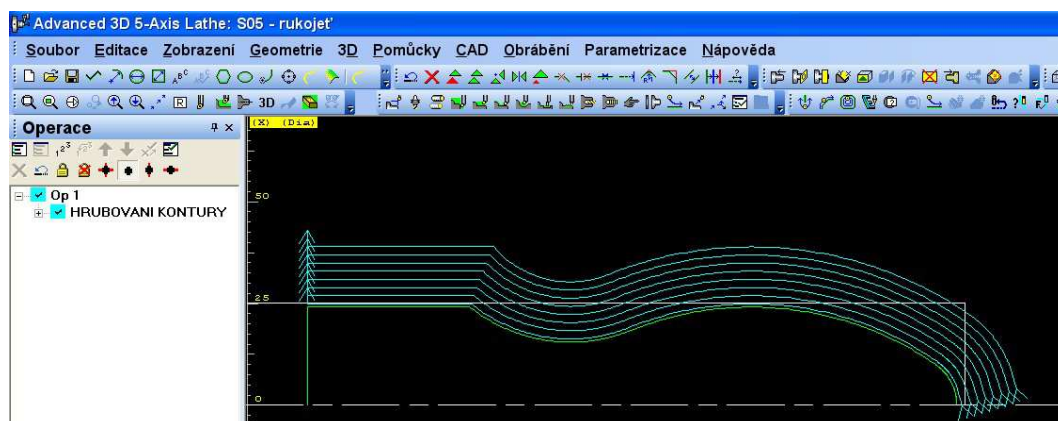 Advanced 3D 5-Axis Lathe: S05 - rukojeť
Soubor Editace Zobrazení Geometrie 3D Pomůcky CAD Obrábění Parametrizace Nápověda
3D
Operace
(X) (Dia)
Op 1
HRUBOVANI KONTURY
50
25
0